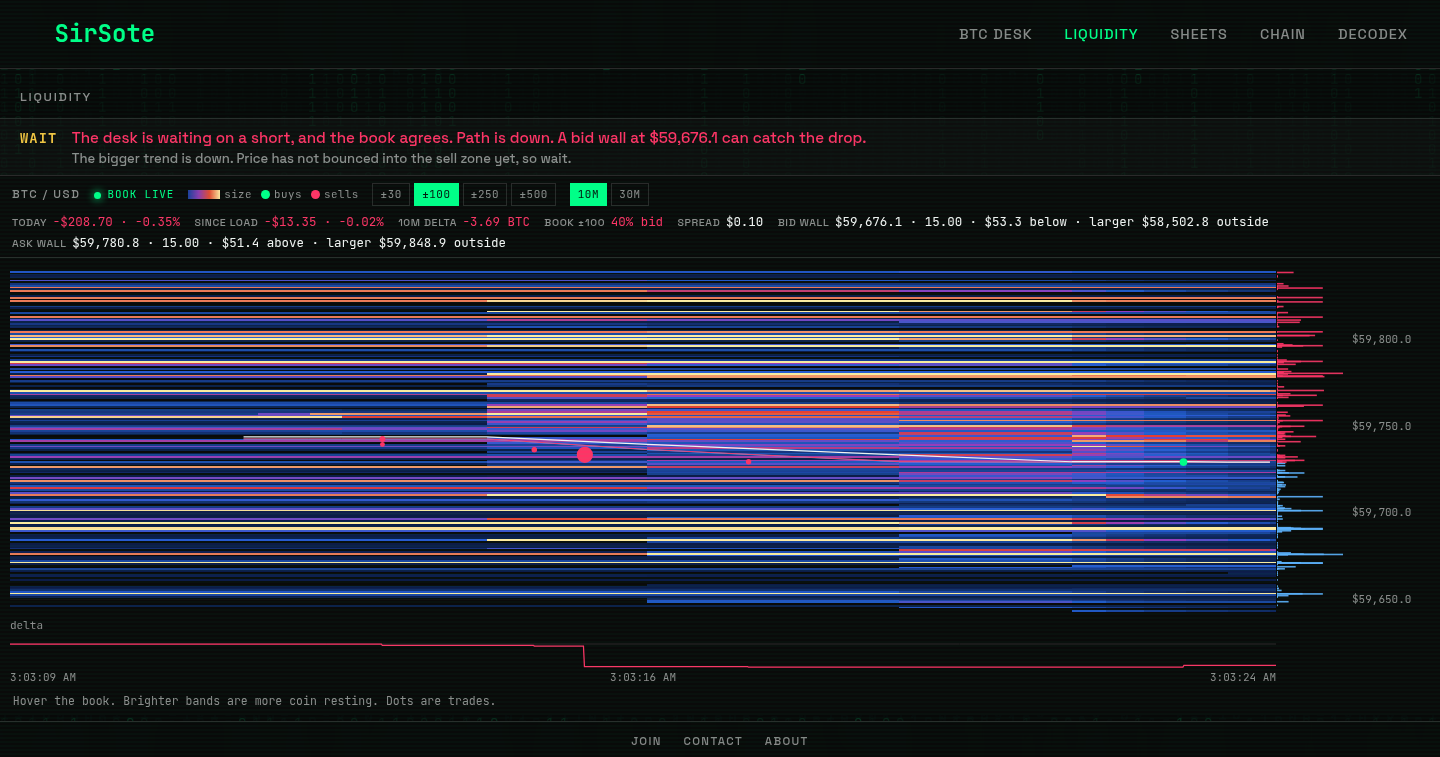 SirSote
BTC DESK LIQUIDITY SHEETS CHAIN DECODEX
LIQUIDITY
WAIT The desk is waiting on a short, and the book agrees. Path is down. A bid wall at $59,676.1 can catch the drop.
The bigger trend is down. Price has not bounced into the sell zone yet, so wait.
BTC / USD BOOK LIVE size buys sells ±30 ±100 ±250 ±500 10M 30M
TODAY -$208.70 · -0.35% SINCE LOAD -$13.35 · -0.02% 10M DELTA -3.69 BTC BOOK ±100 40% bid SPREAD $0.10 BID WALL $59,676.1 · 15.00 · $53.3 below · larger $58,502.8 outside
ASK WALL $59,780.8 · 15.00 · $51.4 above · larger $59,848.9 outside
$59,800.0
$59,750.0
$59,700.0
$59,650.0
delta
3:03:09 AM 3:03:16 AM 3:03:24 AM
Hover the book. Brighter bands are more coin resting. Dots are trades.
JOIN CONTACT ABOUT